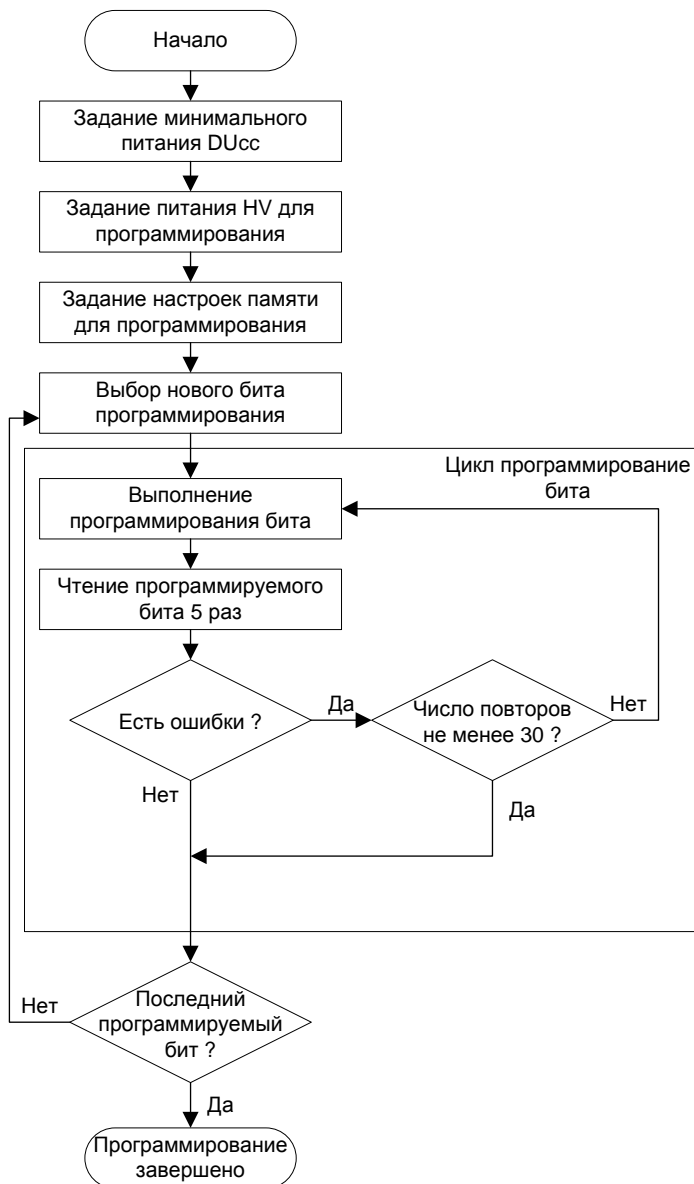 Начало
Задание минимального
питания DUcc
Задание питания HV для
программирования
Задание настроек памяти
для программирования
Выбор нового бита
программирования
Цикл программирование
бита
Выполнение
программирования бита
Чтение программируемого
бита 5 раз
Есть ошибки ?
Да
Число повторов
не менее 30 ?
Нет
Нет
Да
Нет
Последний
программируемый
бит ?
Да
Программирование
завершено